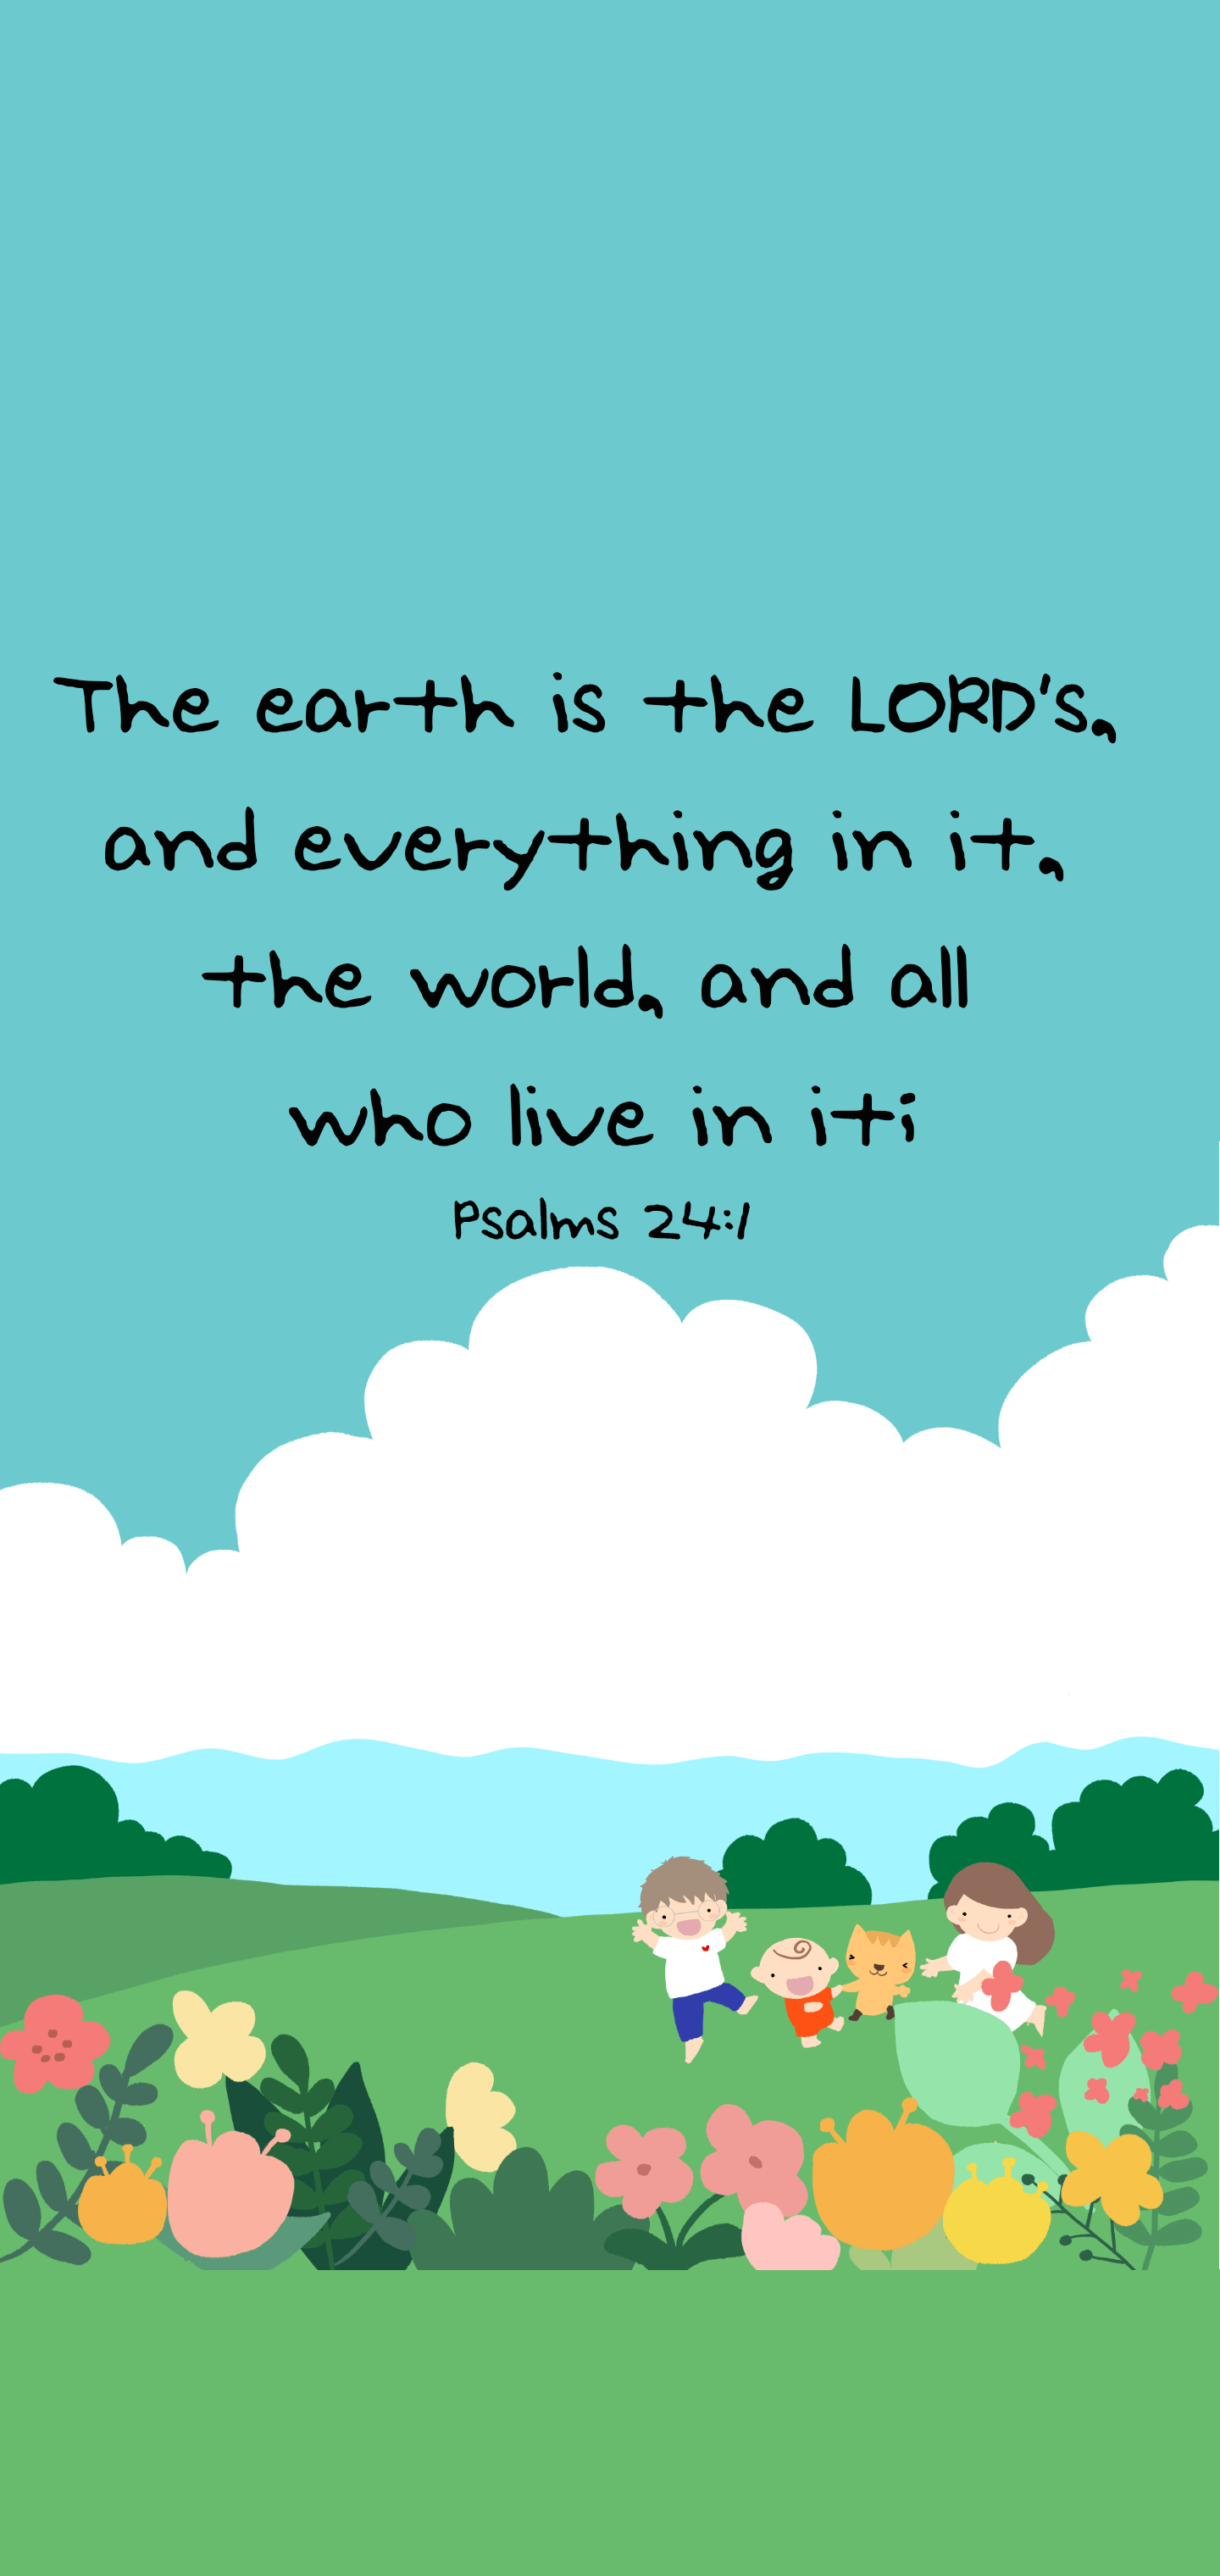 The earth is the LORD's,
and everything in it,
the world, and all
who live in it;
Psalms 24:1